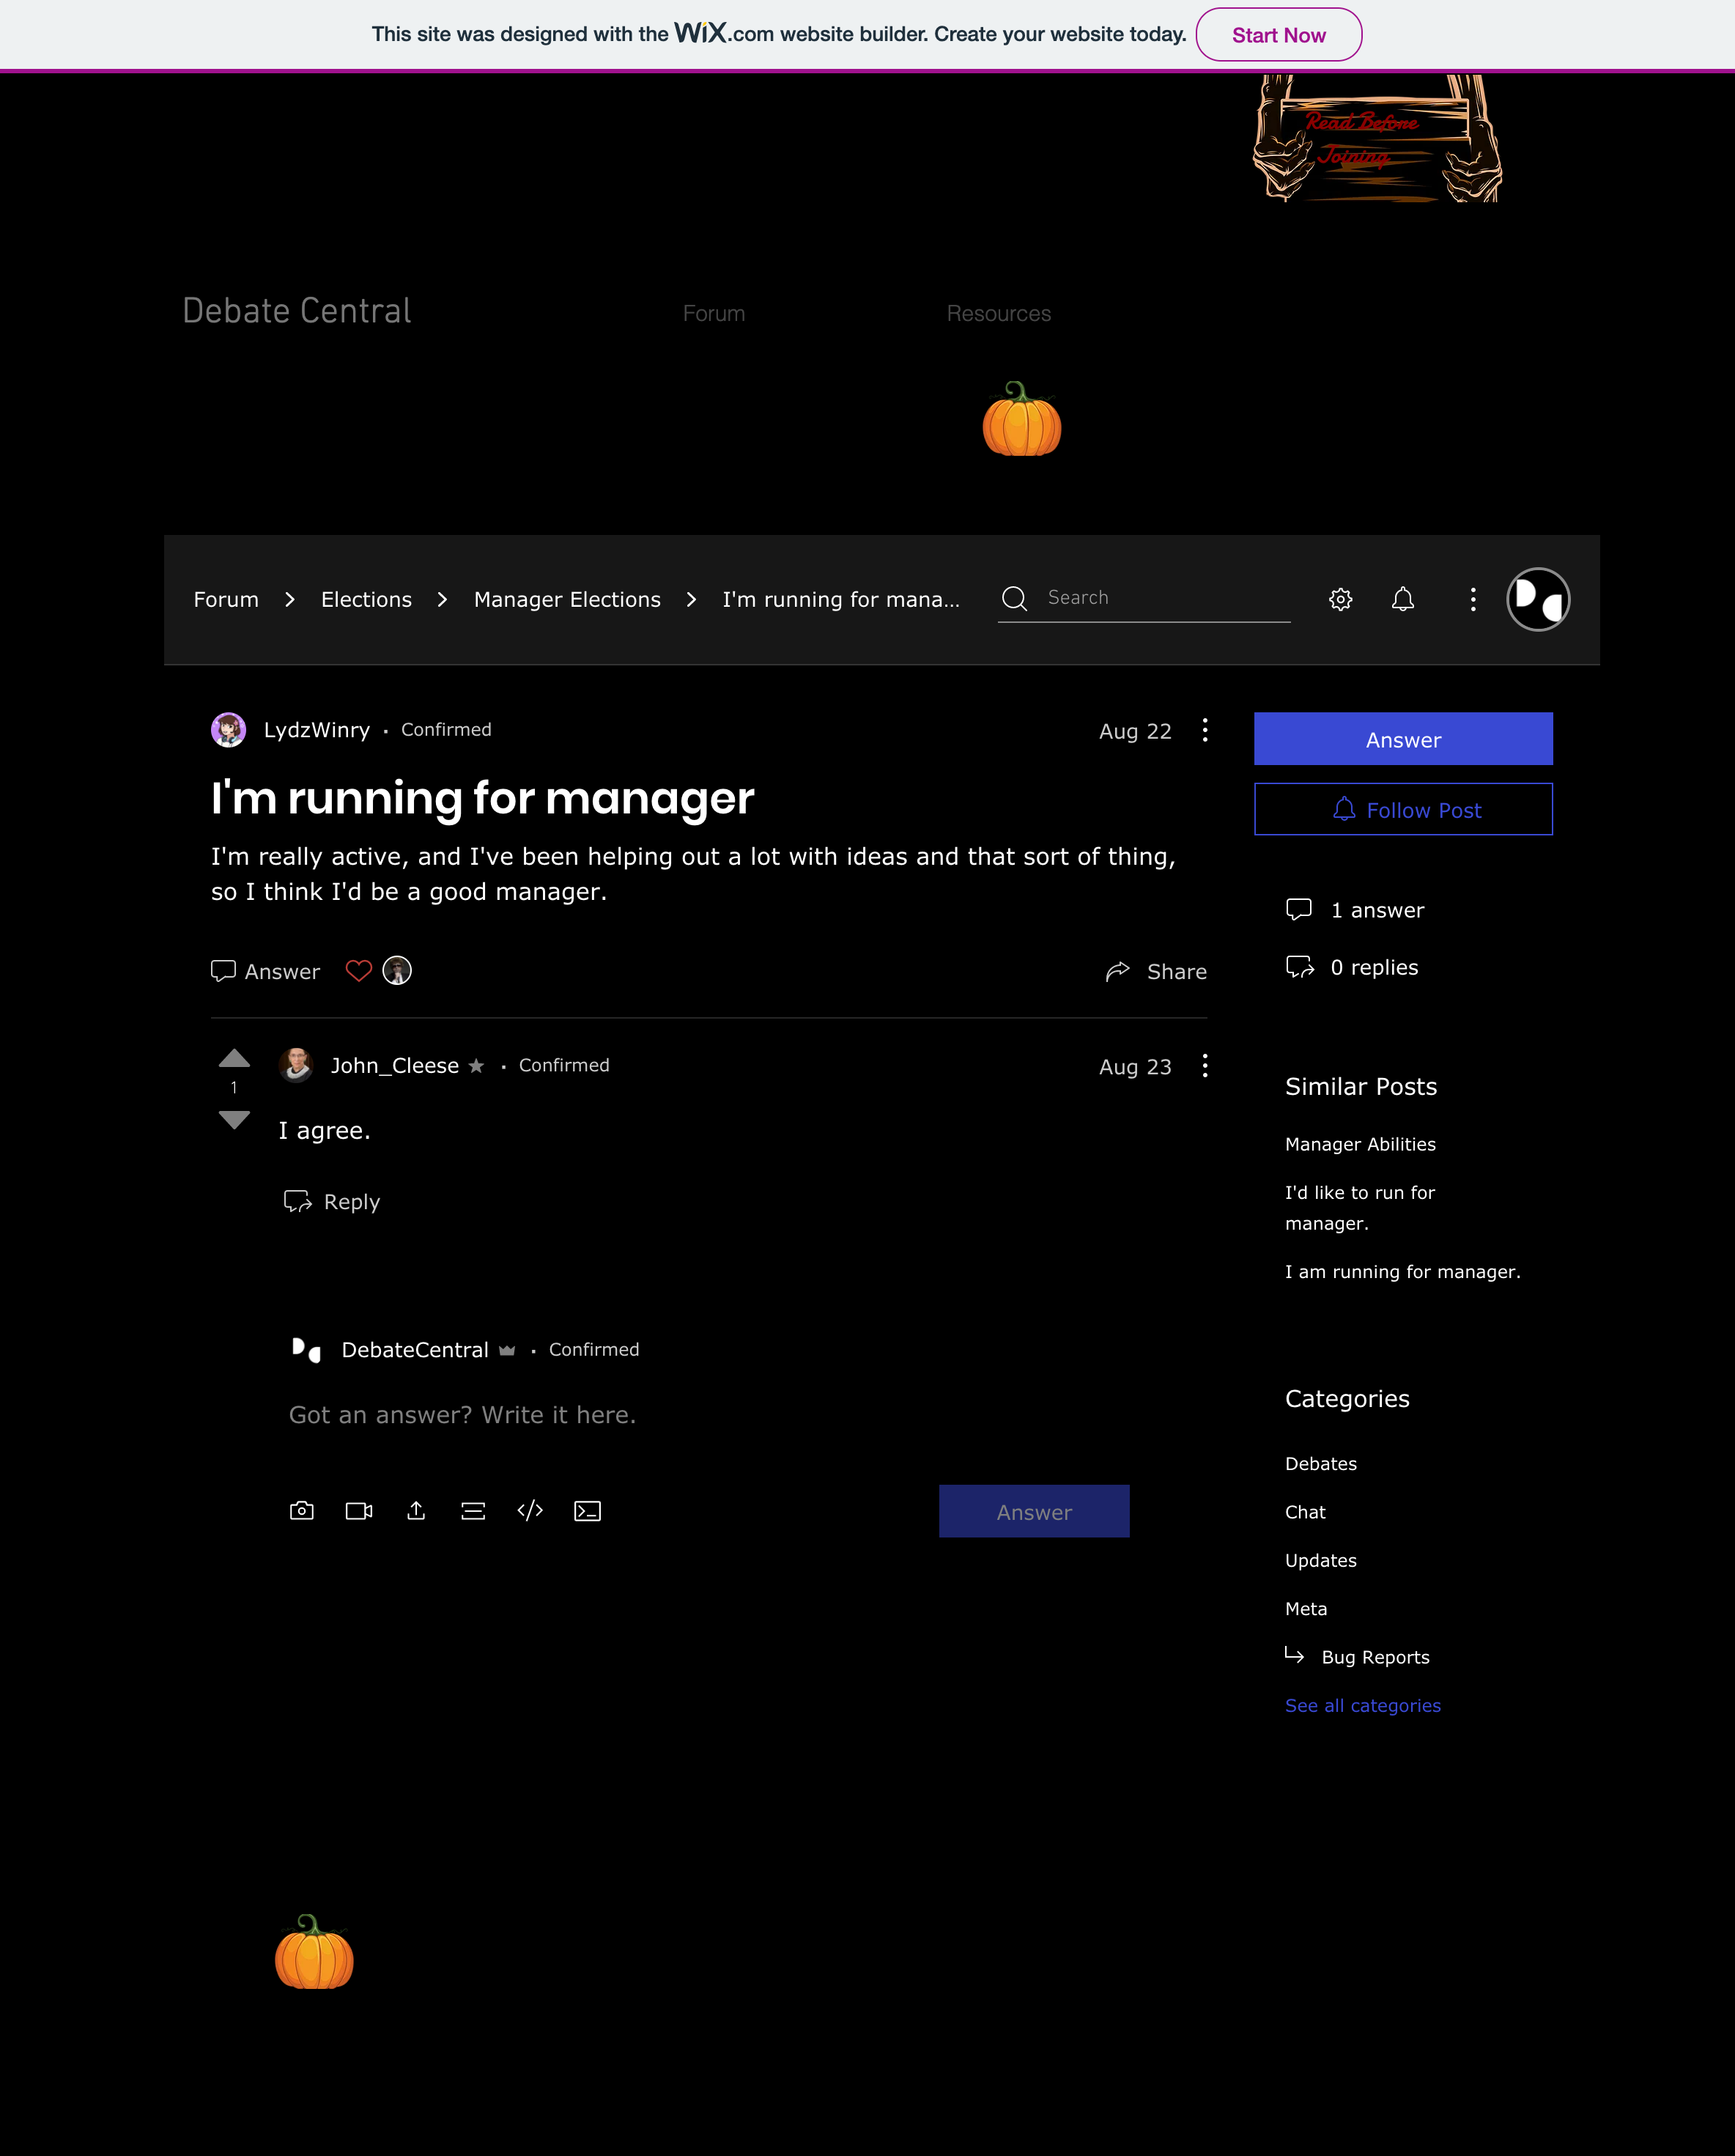 This site was designed with the WiX.com website builder. Create your website today. Start Now
Read Before
Joining
Debate Central Forum Resources
Forum Elections Manager Elections I'm running for mana... Search
LydzWinry · Confirmed Aug 22
I'm running for manager
I'm really active, and I've been helping out a lot with ideas and that sort of thing,
so I think I'd be a good manager.
Answer Share
1
John_Cleese · Confirmed Aug 23
I agree.
Reply
DebateCentral · Confirmed
Got an answer? Write it here.
Answer
Answer
Follow Post
1 answer
0 replies
Similar Posts
Manager Abilities
I'd like to run for
manager.
I am running for manager.
Categories
Debates
Chat
Updates
Meta
Bug Reports
See all categories